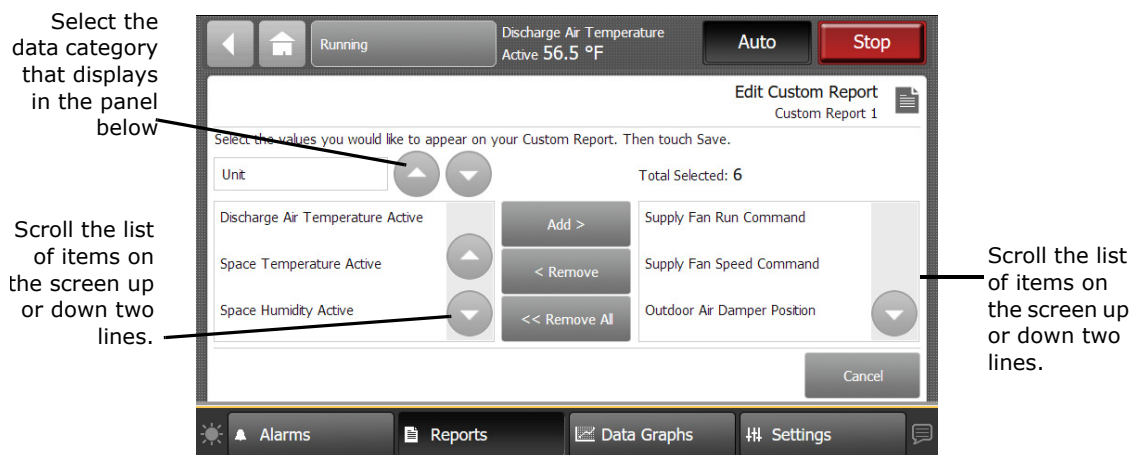 Select the
data category
that displays
in the panel
below
Running
Discharge Air Temperature
Active 56.5 °F
Auto
Stop
Edit Custom Report
Custom Report 1
Select the values you would like to appear on your Custom Report. Then touch Save.
Unit
Total Selected: 6
Discharge Air Temperature Active
Space Temperature Active
Space Humidity Active
Add >
< Remove
<< Remove All
Supply Fan Run Command
Supply Fan Speed Command
Outdoor Air Damper Position
Scroll the list
of items on
the screen up
or down two
lines.
Scroll the list
of items on
the screen up
or down two
lines.
Cancel
Alarms
Reports
Data Graphs
Settings